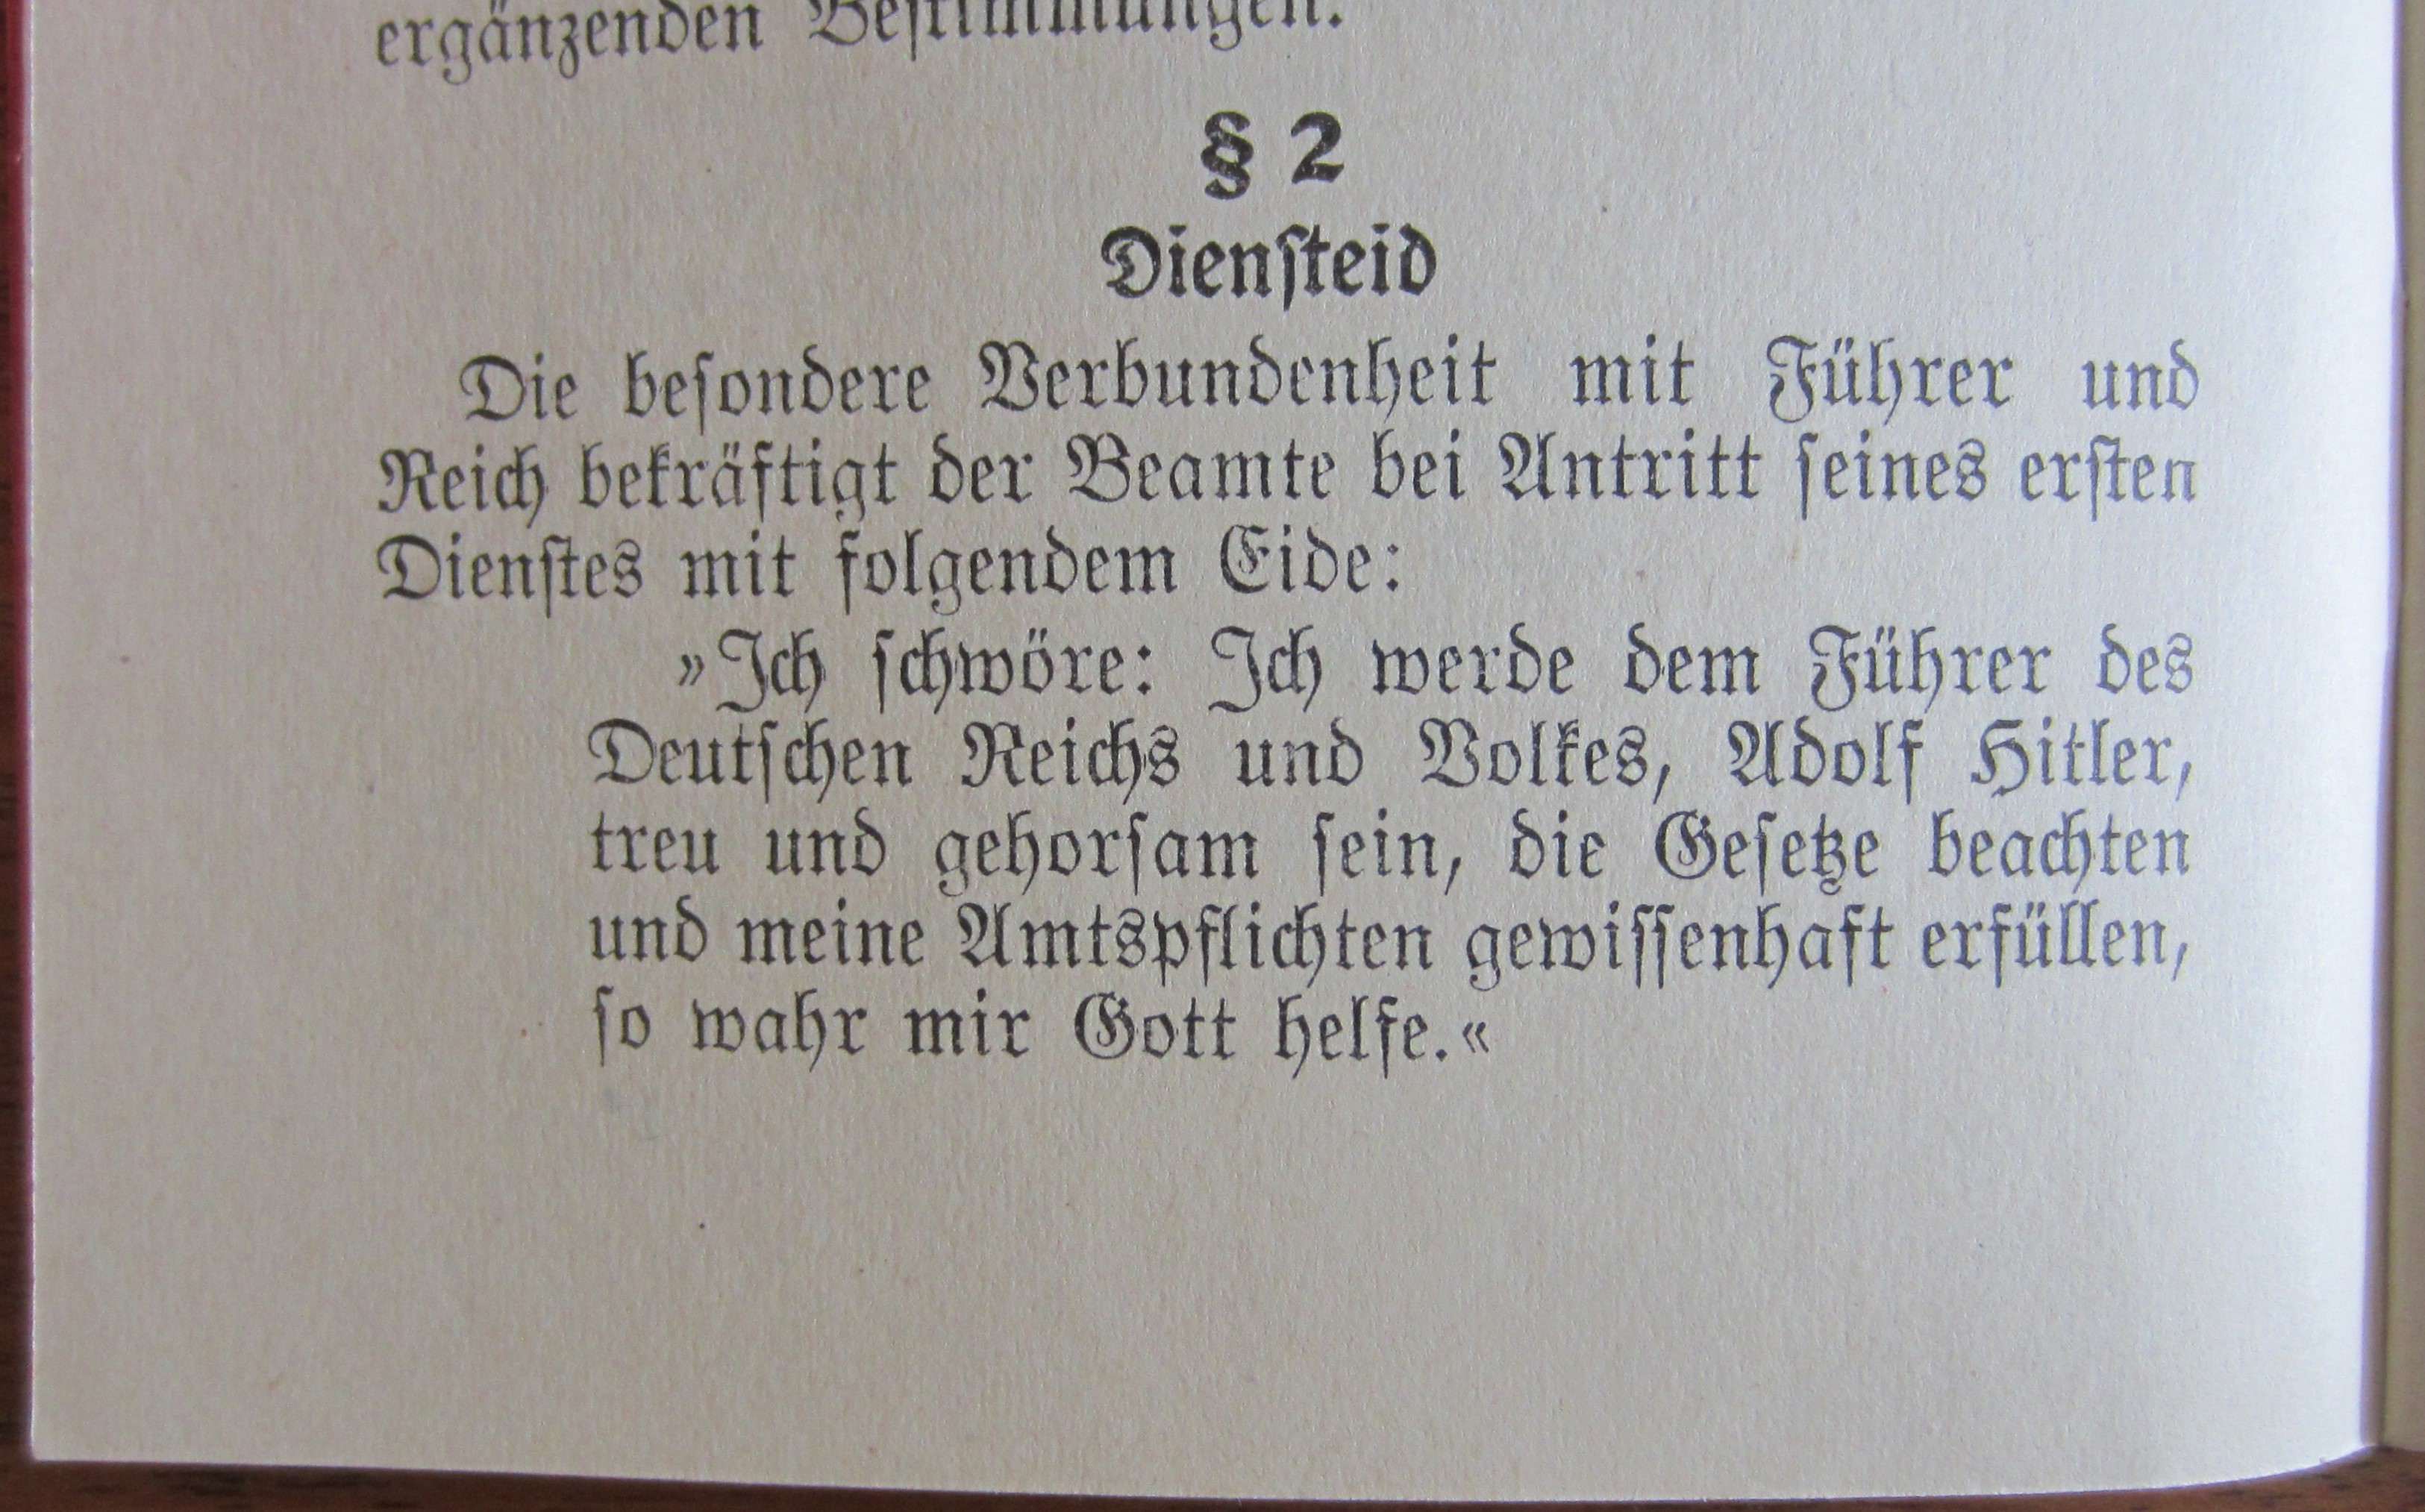 ergänzenden Bestimmungen.
§ 2
Dienſteid
Die beſondere Verbundenheit mit Führer und
Reich bekräftigt der Beamte bei Antritt ſeines erſten
Dienſtes mit folgendem Eide:
»Ich ſchwöre: Ich werde dem Führer des
Deutſchen Reichs und Volkes, Adolf Hitler,
treu und gehorſam ſein, die Geſetze beachten
und meine Amtspflichten gewiſſenhaft erfüllen,
ſo wahr mir Gott helfe.«